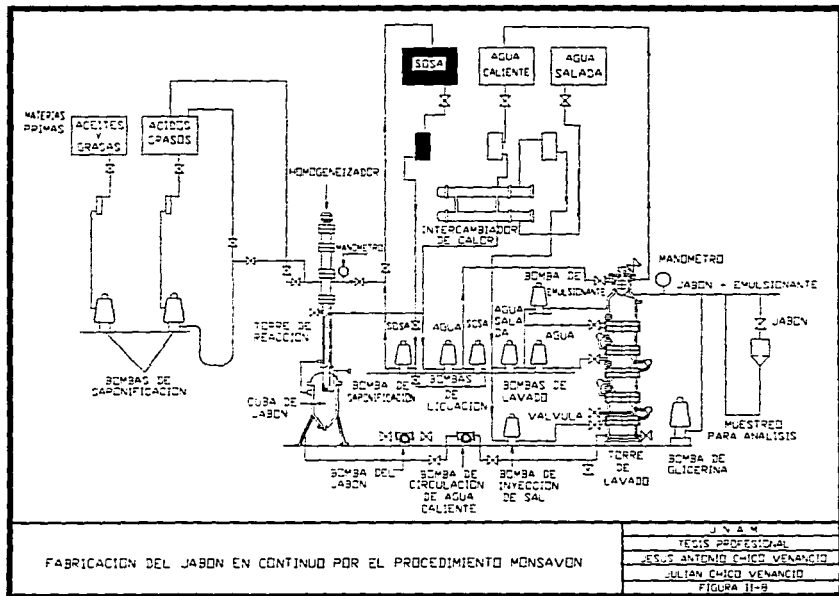 SOSA
AGUA
CALIENTE
AGUA
SALADA
MATERIAS
PRIMAS
ACEITES
Y
GRASAS
ACIDOS
GRASOS
HOMOGENEIZADOR
MANOMETRO
INTERCAMBIADOR
DE CALOR
BOMBA DE
EMULSIONANTE
MANOMETRO
JABON - EMULSIONANTE
JABON
TORRE DE
REACCION
SOSA
AGUA
SOSA
AGUA
SALA
DA
AGUA
BOMBAS DE
SAPONIFICACION
CUBA DE
JABON
BOMBA DE
SAPONIFICACION
BOMBAS
DE
LICUACION
BOMBAS DE
LAVADO
VALVULA
MUESTREO
PARA ANALISIS
BOMBA DEL
JABON
BOMBA DE
CIRCULACION
DE AGUA
CALIENTE
BOMBA DE
INYECCION
DE SAL
TORRE
DE
LAVADO
BOMBA DE
GLICERINA
FABRICACION DEL JABON EN CONTINUO POR EL PROCEDIMIENTO MONSAVON
U N A M
TESIS PROFESIONAL
JESUS ANTONIO CHICO VENANCIO
JULIAN CHICO VENANCIO
FIGURA II-8